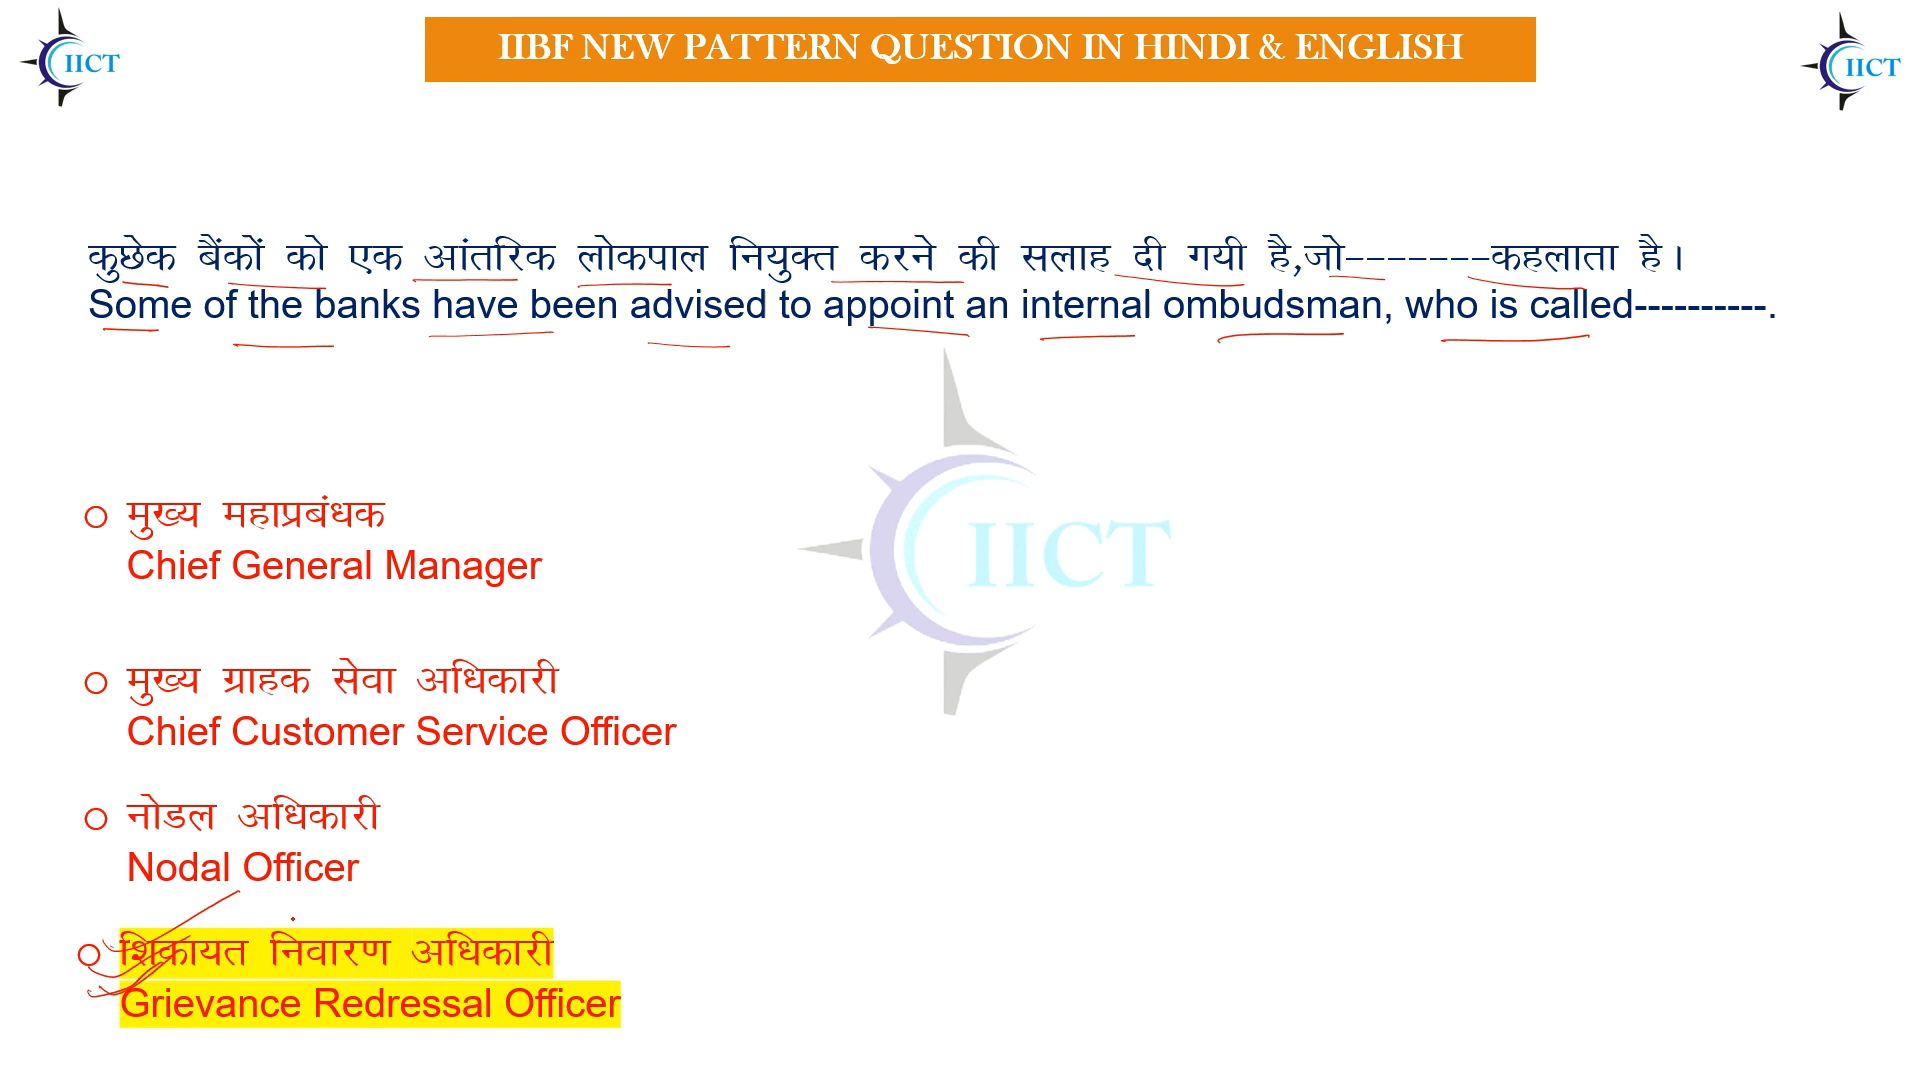 IICT
IIBF NEW PATTERN QUESTION IN HINDI & ENGLISH
IICT
कुछेक बैंकों को एक आंतरिक लोकपाल नियुक्त करने की सलाह दी गयी है,जो-------कहलाता है।
Some of the banks have been advised to appoint an internal ombudsman, who is called----------.
IICT
मुख्य महाप्रबंधक
Chief General Manager
मुख्य ग्राहक सेवा अधिकारी
Chief Customer Service Officer
नोडल अधिकारी
Nodal Officer
शिकायत निवारण अधिकारी
Grievance Redressal Officer